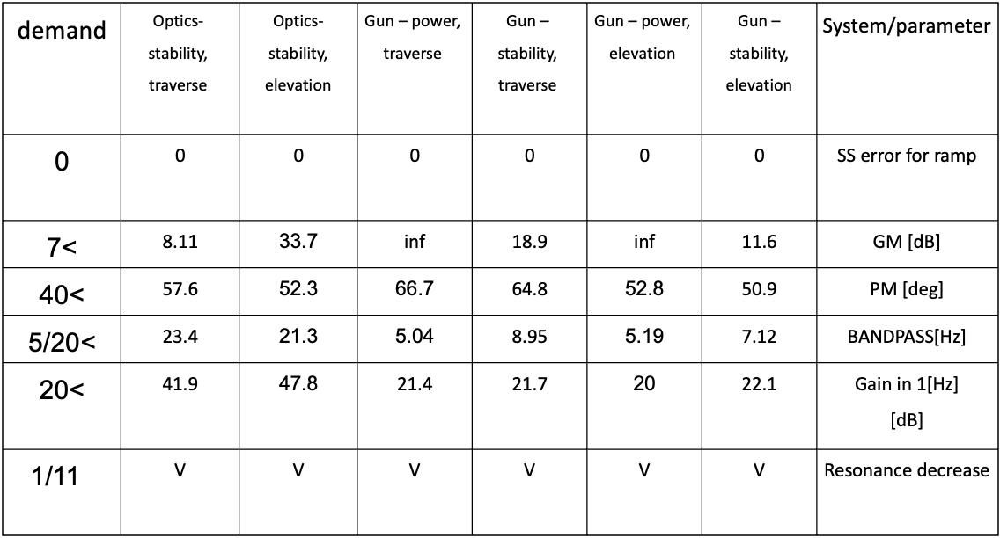 demand Optics- Optics- Gun – power, Gun – Gun – power, Gun – System/parameter
stability, stability, traverse stability, elevation stability,
traverse elevation traverse elevation
0 0 0 0 0 0 0 SS error for ramp
7< 8.11 33.7 inf 18.9 inf 11.6 GM [dB]
40< 57.6 52.3 66.7 64.8 52.8 50.9 PM [deg]
5/20< 23.4 21.3 5.04 8.95 5.19 7.12 BANDPASS[Hz]
20< 41.9 47.8 21.4 21.7 20 22.1 Gain in 1[Hz]
[dB]
1/11 V V V V V V Resonance decrease